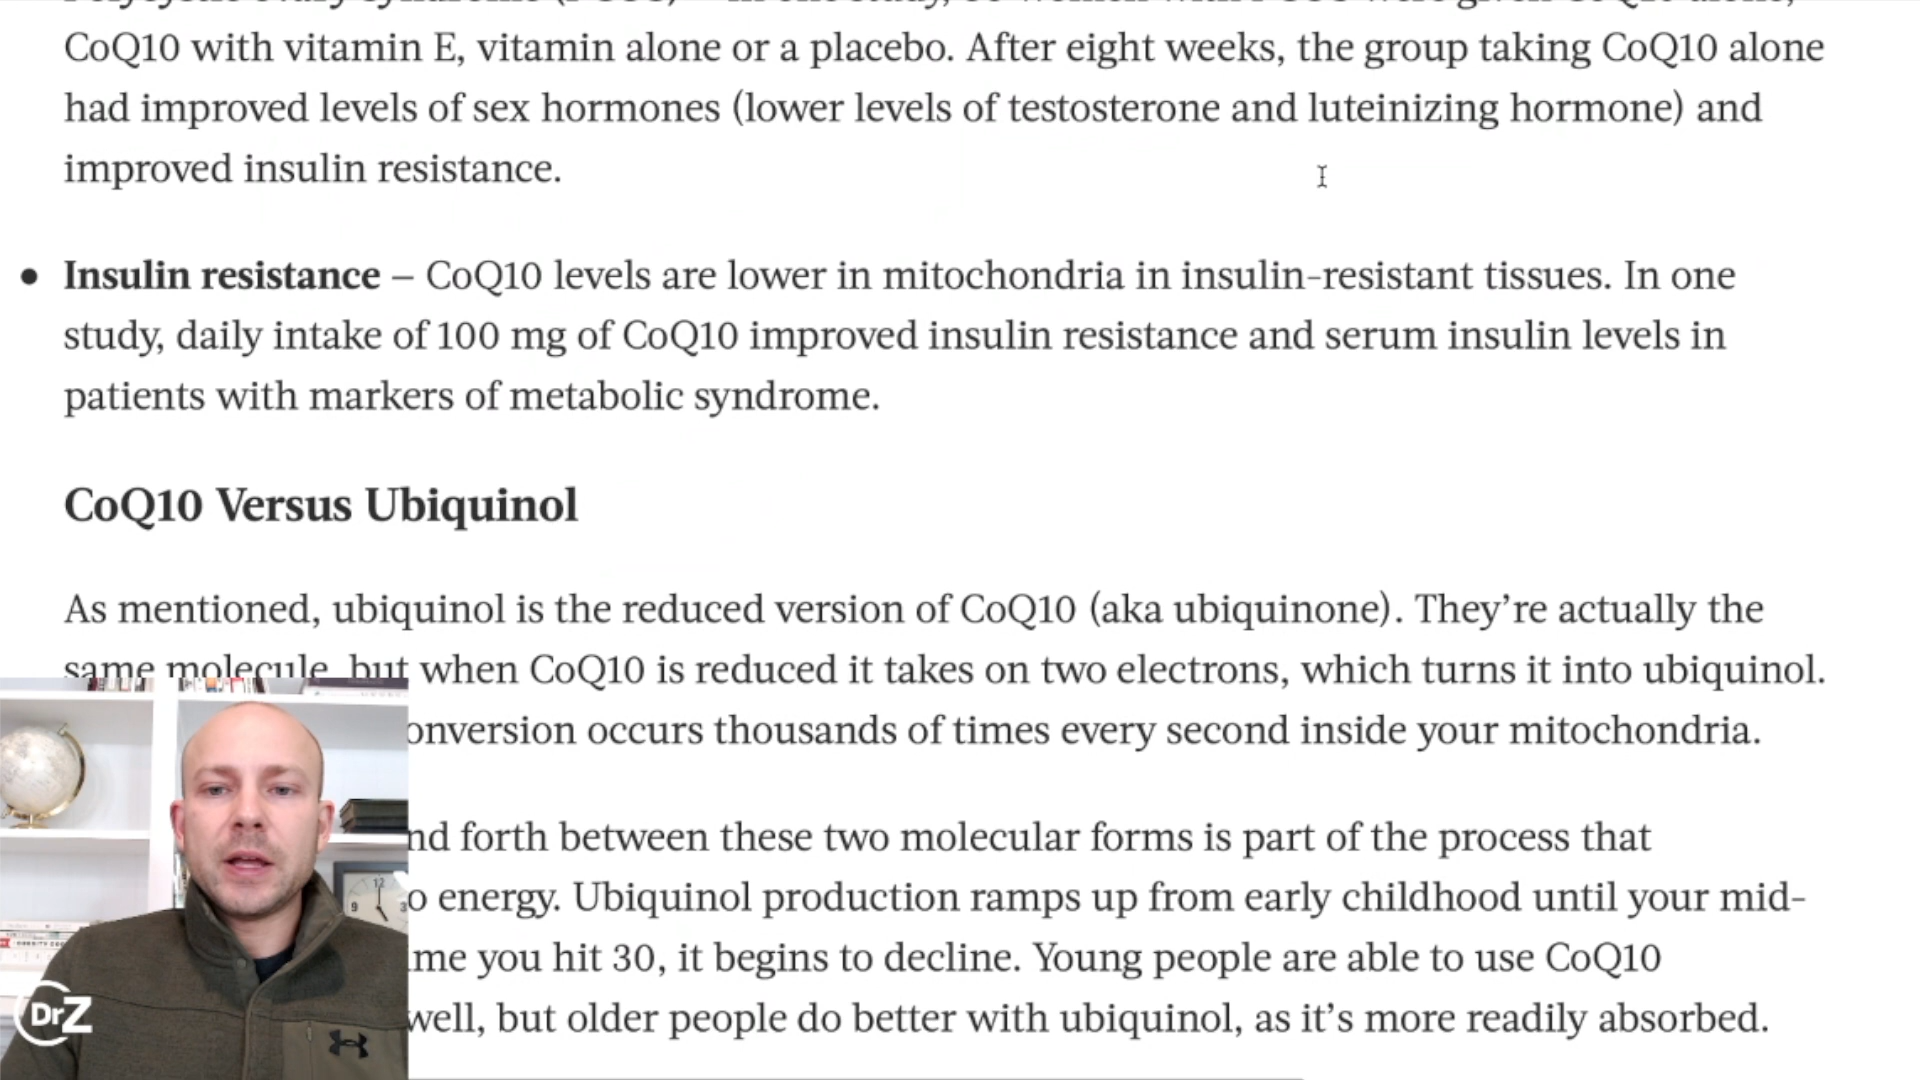 CoQ10 with vitamin E, vitamin alone or a placebo. After eight weeks, the group taking CoQ10 alone
had improved levels of sex hormones (lower levels of testosterone and luteinizing hormone) and
improved insulin resistance.
• Insulin resistance – CoQ10 levels are lower in mitochondria in insulin-resistant tissues. In one
study, daily intake of 100 mg of CoQ10 improved insulin resistance and serum insulin levels in
patients with markers of metabolic syndrome.
CoQ10 Versus Ubiquinol
As mentioned, ubiquinol is the reduced version of CoQ10 (aka ubiquinone). They’re actually the
same molecule, but when CoQ10 is reduced it takes on two electrons, which turns it into ubiquinol.
onversion occurs thousands of times every second inside your mitochondria.
nd forth between these two molecular forms is part of the process that
o energy. Ubiquinol production ramps up from early childhood until your mid-
me you hit 30, it begins to decline. Young people are able to use CoQ10
well, but older people do better with ubiquinol, as it’s more readily absorbed.
12
9
3
DrZ